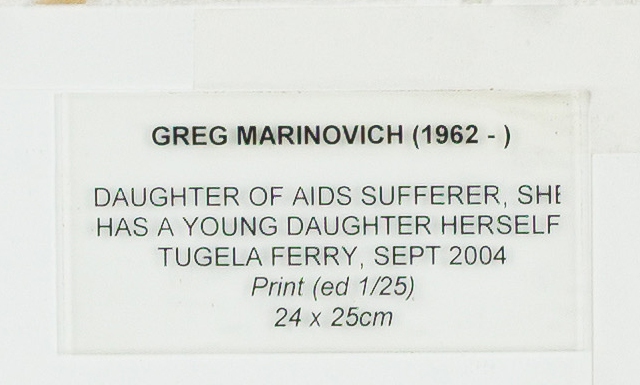 GREG MARINOVICH (1962 - )
DAUGHTER OF AIDS SUFFERER, SHE
HAS A YOUNG DAUGHTER HERSELF
TUGELA FERRY, SEPT 2004
Print (ed 1/25)
24 x 25cm